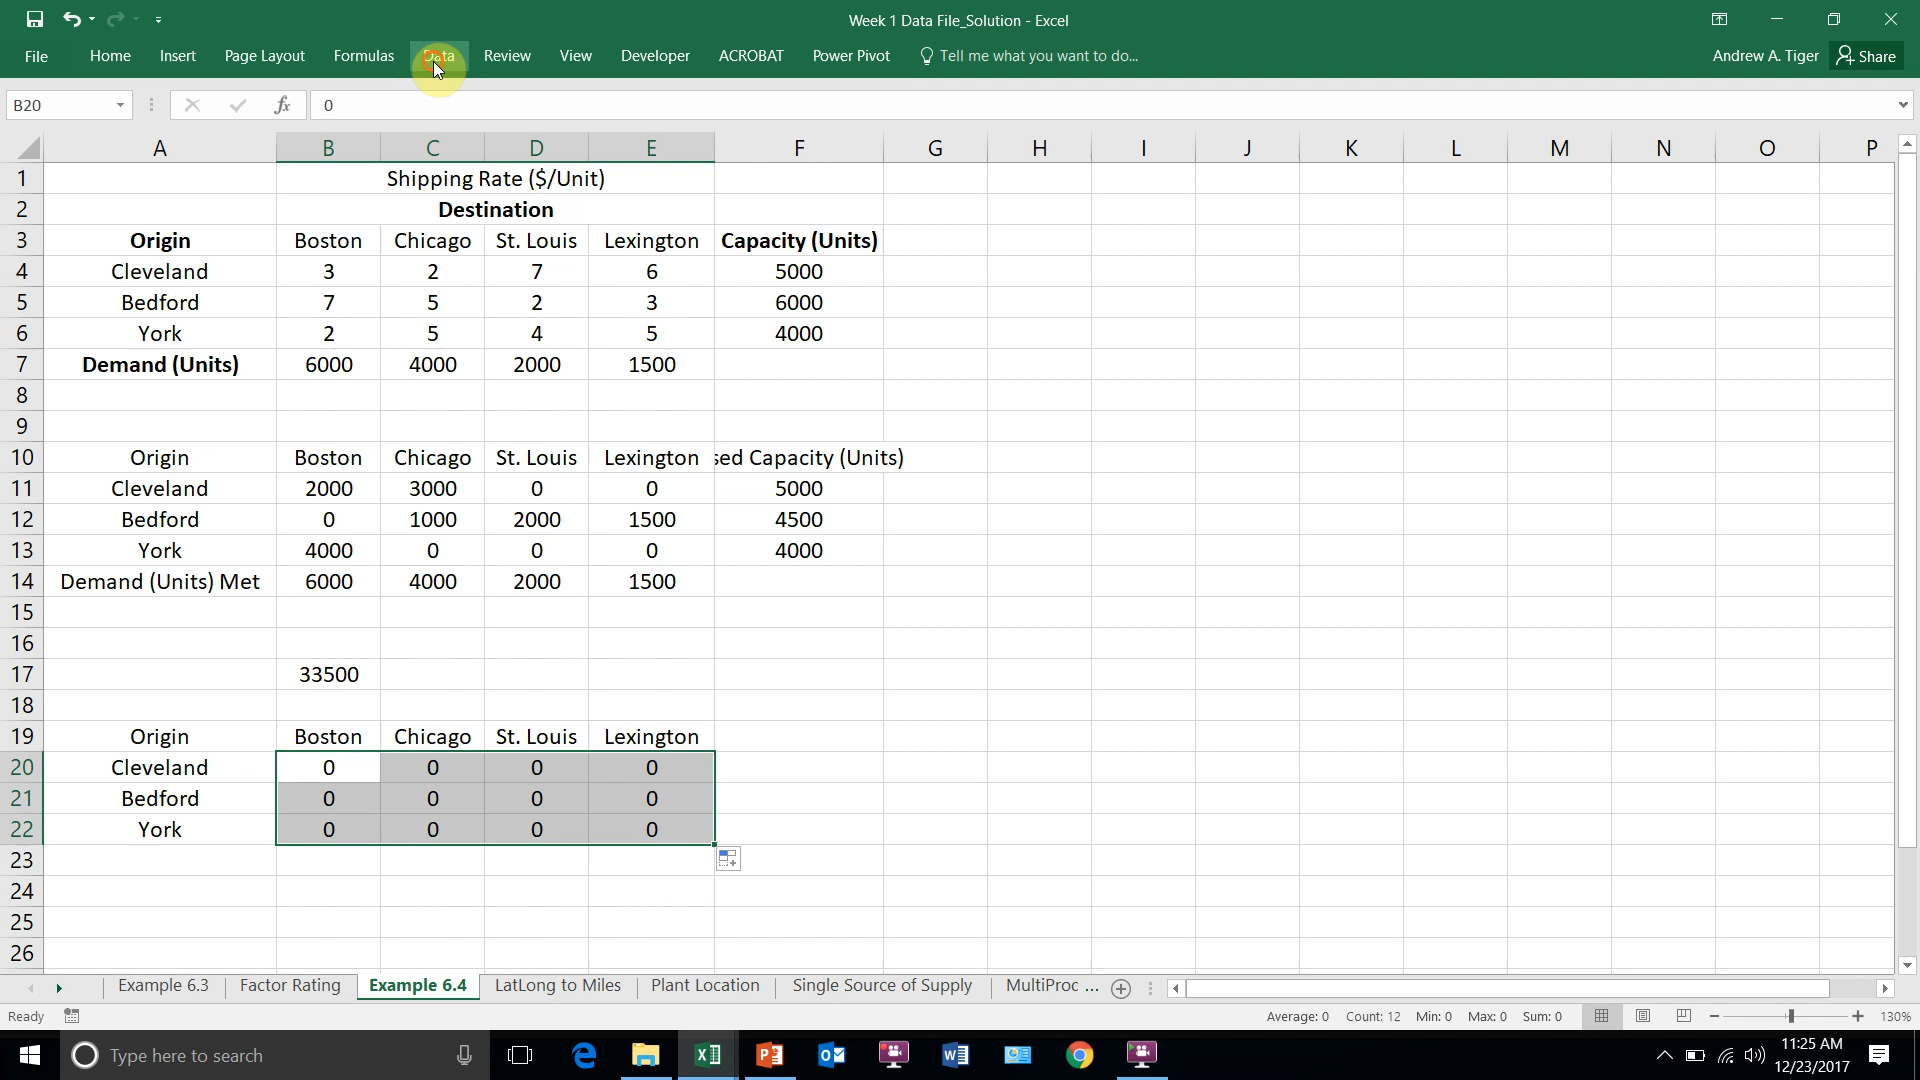 Week 1 Data File_Solution - Excel
File Home Insert Page Layout Formulas Data Review View Developer ACROBAT Power Pivot Tell me what you want to do... Andrew A. Tiger Share
B20 fx 0
A B C D E F G H I J K L M N O P
1 Shipping Rate ($/Unit)
2 Destination
3 Origin Boston Chicago St. Louis Lexington Capacity (Units)
4 Cleveland 3 2 7 6 5000
5 Bedford 7 5 2 3 6000
6 York 2 5 4 5 4000
7 Demand (Units) 6000 4000 2000 1500
8
9
10 Origin Boston Chicago St. Louis Lexington sed Capacity (Units)
11 Cleveland 2000 3000 0 0 5000
12 Bedford 0 1000 2000 1500 4500
13 York 4000 0 0 0 4000
14 Demand (Units) Met 6000 4000 2000 1500
15
16
17 33500
18
19 Origin Boston Chicago St. Louis Lexington
20 Cleveland 0 0 0 0
21 Bedford 0 0 0 0
22 York 0 0 0 0
23
24
25
26
Example 6.3 Factor Rating Example 6.4 LatLong to Miles Plant Location Single Source of Supply MultiProc ...
Ready Average: 0 Count: 12 Min: 0 Max: 0 Sum: 0 130%
Type here to search 11:25 AM
12/23/2017